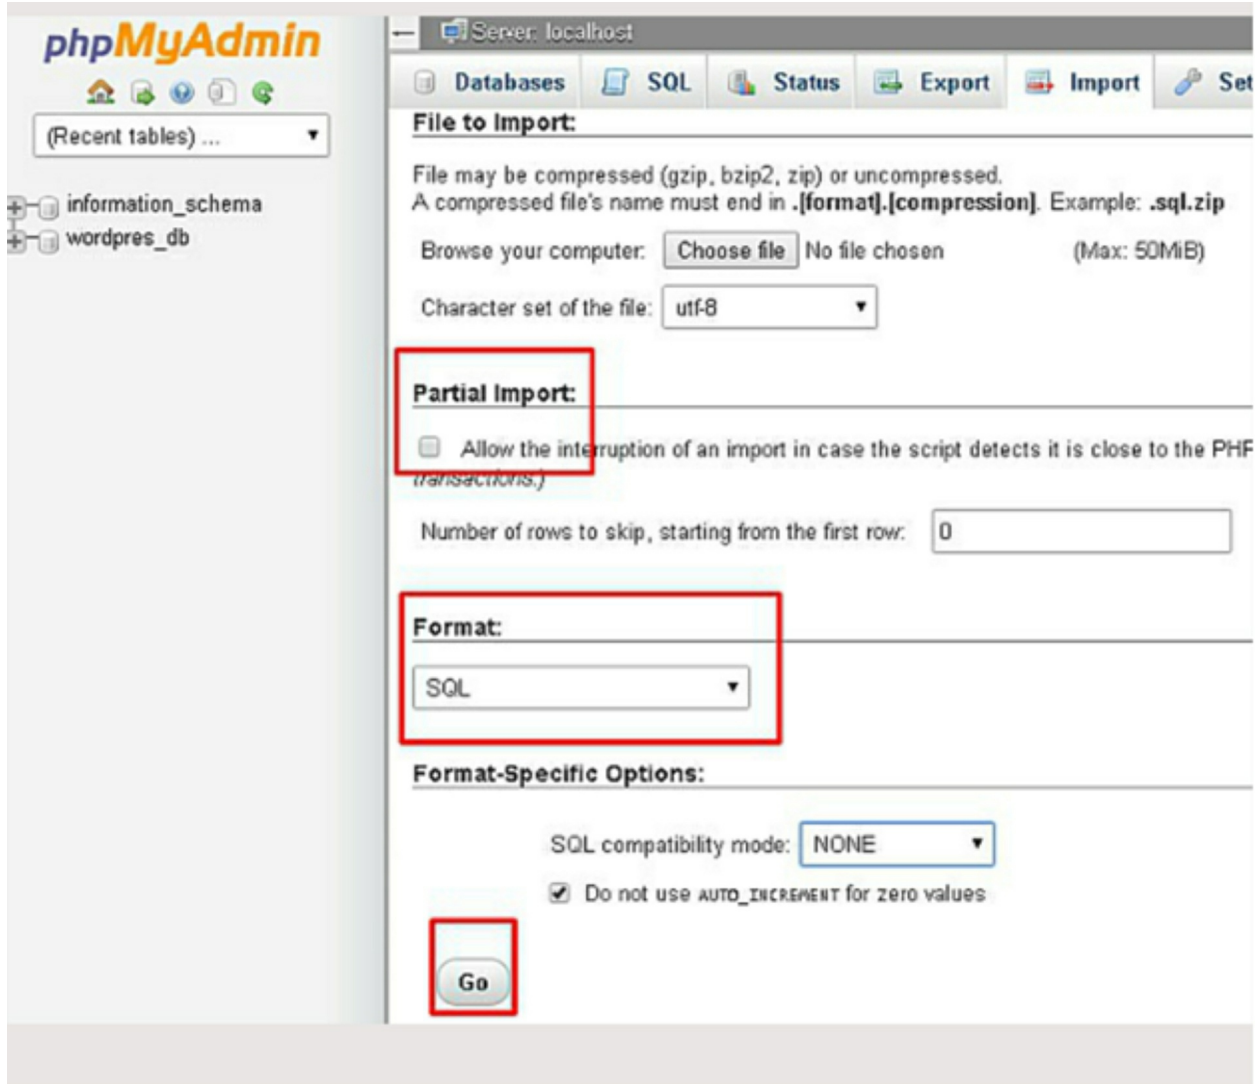 phpMyAdmin
(Recent tables) ...
information_schema
wordpres_db
Server: localhost
Databases SQL Status Export Import Set
File to Import:
File may be compressed (gzip, bzip2, zip) or uncompressed.
A compressed file's name must end in .[format].[compression]. Example: .sql.zip
Browse your computer: Choose file No file chosen (Max: 50MiB)
Character set of the file: utf-8
Partial Import:
Allow the interruption of an import in case the script detects it is close to the PHP
transactions.)
Number of rows to skip, starting from the first row: 0
Format:
SQL
Format-Specific Options:
SQL compatibility mode: NONE
Do not use AUTO_INCREMENT for zero values
Go